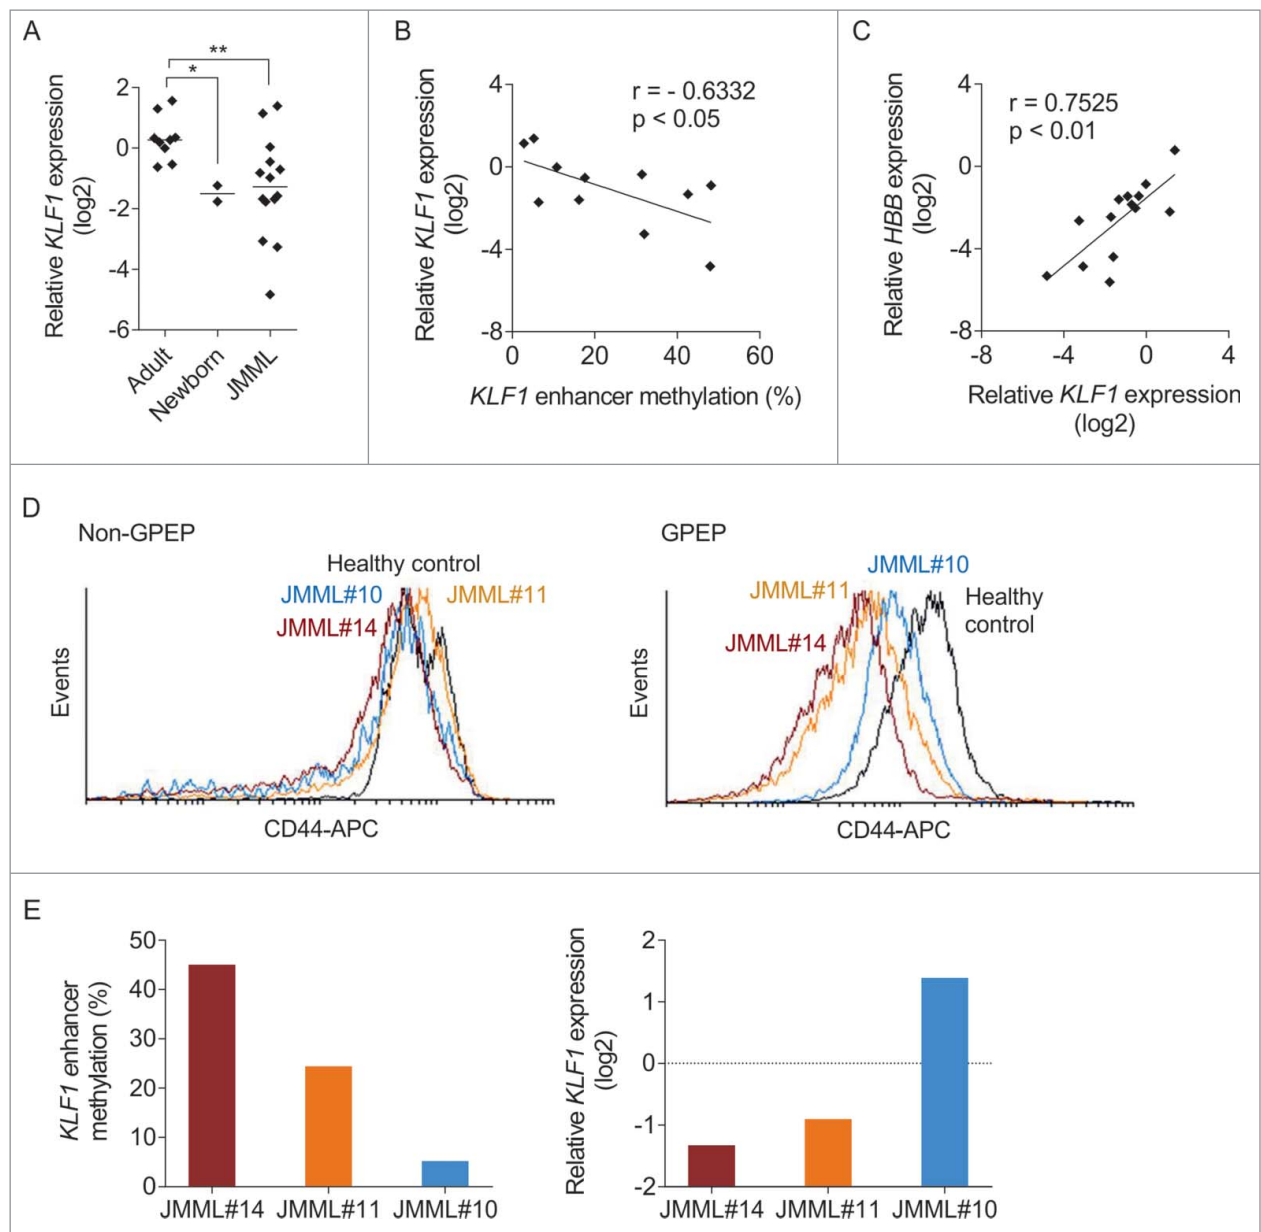 A
Relative KLF1 expression
(log2)
2
0
-2
-4
-6
*
**
Adult
Newborn
JMML
B
Relative KLF1 expression
(log2)
4
0
-4
-8
r = - 0.6332
p < 0.05
0
20
40
60
KLF1 enhancer methylation (%)
C
Relative HBB expression
(log2)
4
0
-4
-8
r = 0.7525
p < 0.01
-8
-4
0
4
Relative KLF1 expression
(log2)
D
Non-GPEP
Healthy control
JMML#10
JMML#11
JMML#14
Events
CD44-APC
GPEP
JMML#10
JMML#11
Healthy
control
JMML#14
Events
CD44-APC
E
KLF1 enhancer
methylation (%)
50
40
30
20
10
0
JMML#14
JMML#11
JMML#10
Relative KLF1 expression
(log2)
2
1
0
-1
-2
JMML#14
JMML#11
JMML#10